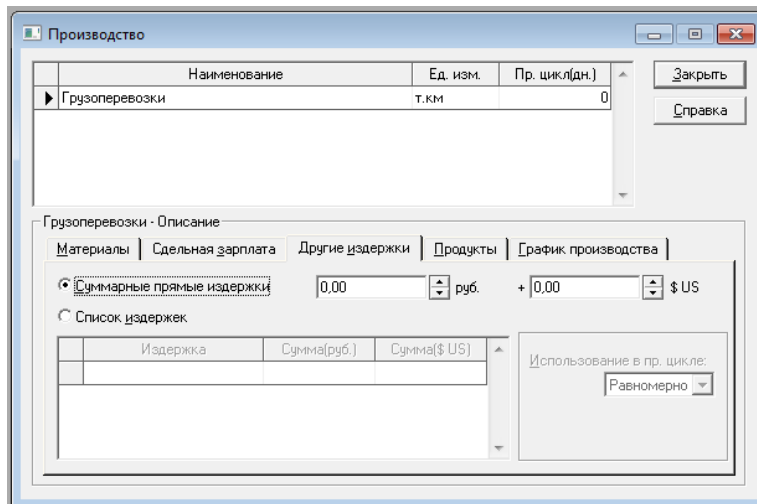 Производство
Наименование Ед. изм. Пр. цикл(дн.)
Закрыть
Грузоперевозки т.км 0
Справка
Грузоперевозки - Описание
Материалы Сдельная зарплата Другие издержки Продукты График производства
Суммарные прямые издержки 0,00 руб. + 0,00 $ US
Список издержек
Издержка Сумма(руб.) Сумма($ US)
Использование в пр. цикле:
Равномерно